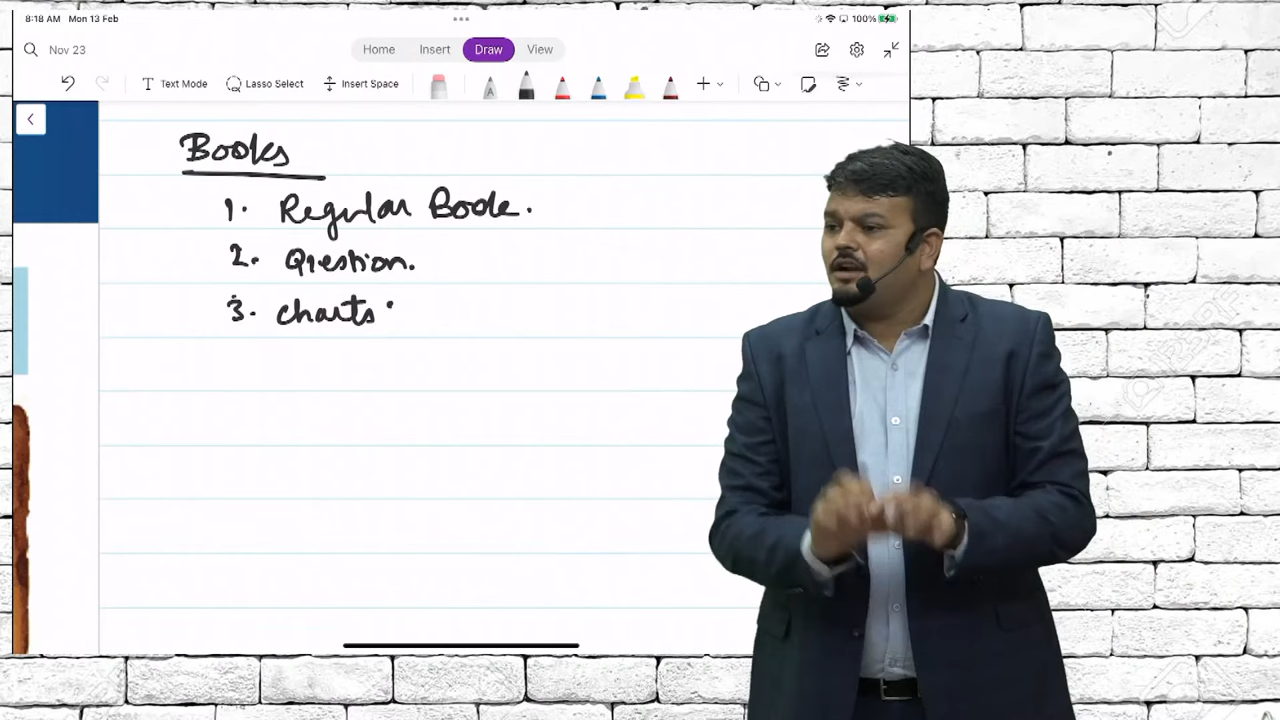 8:18 AM Mon 13 Feb
100%
Nov 23
Home Insert Draw View
Text Mode Lasso Select Insert Space
Books
1. Regular Book.
2. Question.
3. Charts